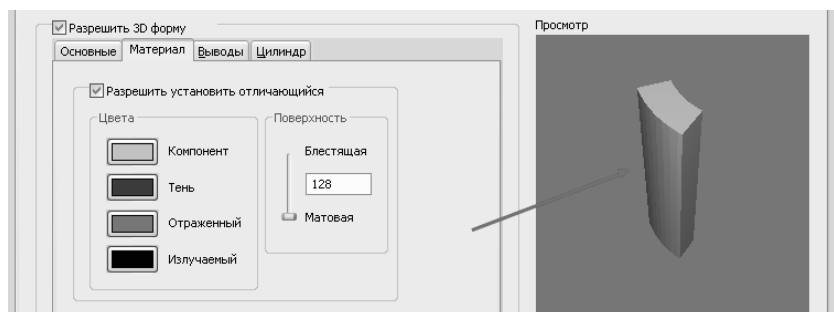 Разрешить 3D форму
Просмотр
Основные Материал Выводы Цилиндр
Разрешить установить отличающийся
Цвета
Поверхность
Компонент
Блестящая
Тень
128
Отраженный
Матовая
Излучаемый